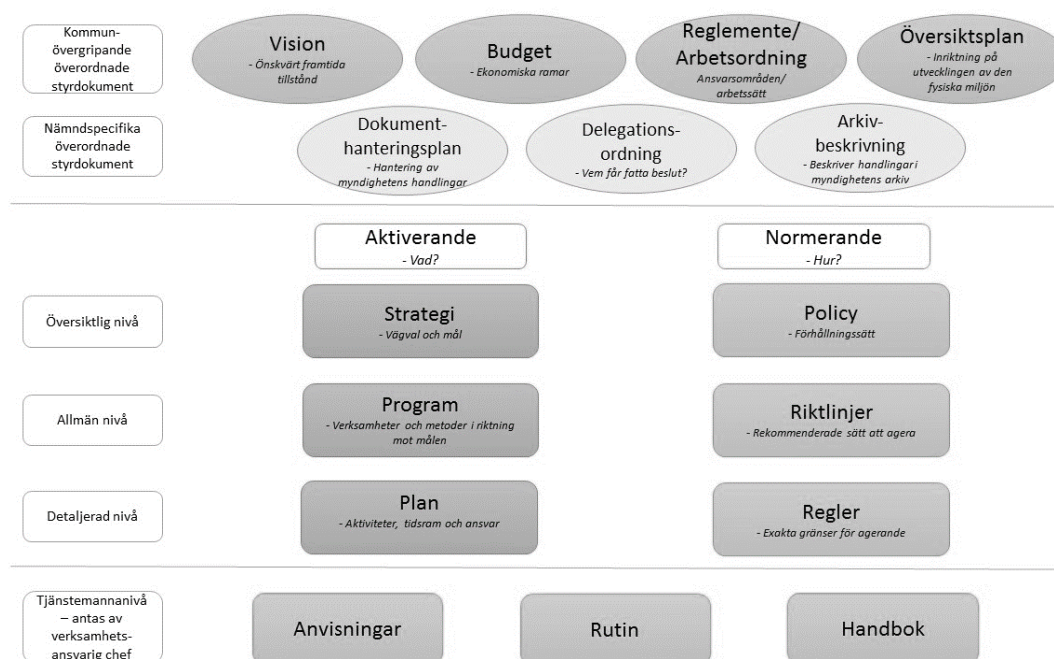 Kommun-
övergripande
överordnade
styrdokument
Vision
- Önskvärt framtida
tillstånd
Budget
- Ekonomiska ramar
Reglemente/
Arbetsordning
Ansvarsområden/
arbetssätt
Översiktsplan
- Inriktning på
utvecklingen av den
fysiska miljön
Nämndspecifika
överordnade
styrdokument
Dokument-
hanteringsplan
- Hantering av
myndighetens handlingar
Delegations-
ordning
- Vem får fatta beslut?
Arkiv-
beskrivning
- Beskriver handlingar i
myndighetens arkiv
Aktiverande
- Vad?
Normerande
- Hur?
Översiktlig nivå
Strategi
- Vägval och mål
Policy
- Förhållningssätt
Allmän nivå
Program
- Verksamheter och metoder i riktning
mot målen
Riktlinjer
- Rekommenderade sätt att agera
Detaljerad nivå
Plan
- Aktiviteter, tidsram och ansvar
Regler
- Exakta gränser för agerande
Tjänstemannanivå
– antas av
verksamhets-
ansvarig chef
Anvisningar
Rutin
Handbok